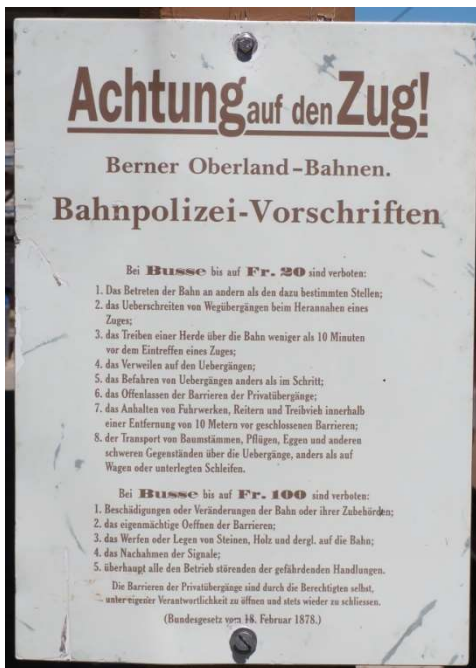 Achtung auf den Zug!
Berner Oberland-Bahnen.
Bahnpolizei-Vorschriften
Bei Busse bis auf Fr. 20 sind verboten:
1. Das Betreten der Bahn an andern als den dazu bestimmten Stellen;
2. das Ueberschreiten von Wegübergängen beim Herannahen eines
Zuges;
3. das Treiben einer Herde über die Bahn weniger als 10 Minuten
vor dem Eintreffen eines Zuges;
4. das Verweilen auf den Uebergängen;
5. das Befahren von Uebergängen anders als im Schritt;
6. das Offenlassen der Barrieren der Privatübergänge;
7. das Anhalten von Fuhrwerken, Reitern und Treibvieh innerhalb
einer Entfernung von 10 Metern vor geschlossenen Barrieren;
8. der Transport von Baumstämmen, Pflügen, Eggen und anderen
schweren Gegenständen über die Uebergänge, anders als auf
Wagen oder unterlegten Schleifen.
Bei Busse bis auf Fr. 100 sind verboten:
1. Beschädigungen oder Veränderungen der Bahn oder ihrer Zubehörden;
2. das eigenmächtige Oeffnen der Barrieren;
3. das Werfen oder Legen von Steinen, Holz und dergl. auf die Bahn;
4. das Nachahmen der Signale;
5. überhaupt alle den Betrieb störenden der gefährdenden Handlungen.
Die Barrieren der Privatübergänge sind durch die Berechtigten selbst,
unter eigener Verantwortlichkeit zu öffnen und stets wieder zu schliessen.
(Bundesgesetz vom 18. Februar 1878.)